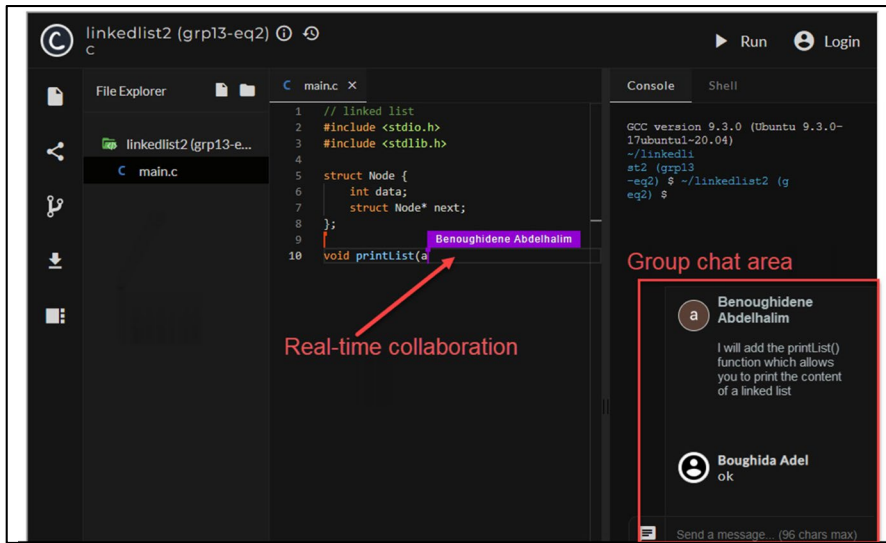 linkedlist2 (grp13-eq2)
C
Run
Login
File Explorer
linkedlist2 (grp13-e...
C main.c
C main.c ×
1 // linked list
2 #include <stdio.h>
3 #include <stdlib.h>
4
5 struct Node {
6 int data;
7 struct Node* next;
8 };
9
Benoughidene Abdelhalim
10 void printList(a
Real-time collaboration
Console Shell
GCC version 9.3.0 (Ubuntu 9.3.0-
17ubuntu1~20.04)
~/linkedli
st2 (grp13
-eq2) $ ~/linkedlist2 (g
eq2) $
Group chat area
a
Benoughidene
Abdelhalim
I will add the printList()
function which allows
you to print the content
of a linked list
Boughida Adel
ok
Send a message... (96 chars max)